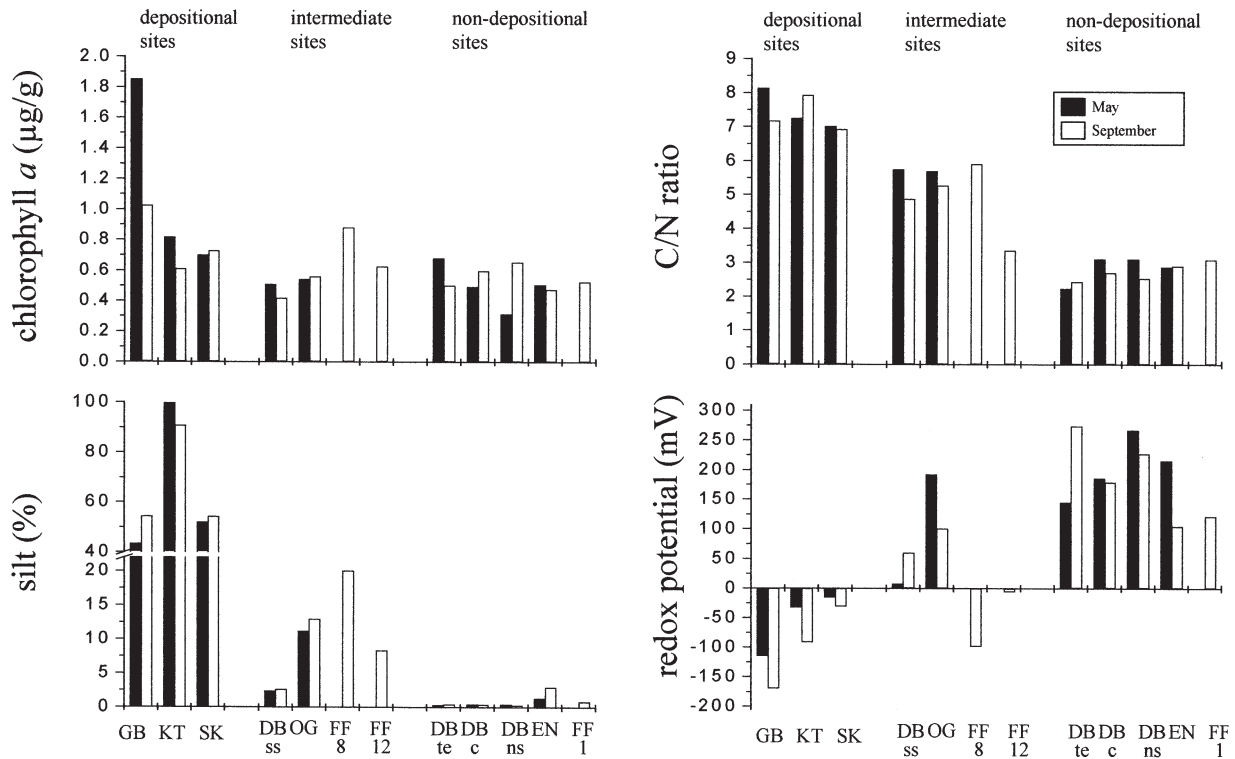 depositional
sites
intermediate
sites
non-depositional
sites
chlorophyll a (µg/g)
2.0
1.8
1.6
1.4
1.2
1.0
0.8
0.6
0.4
0.2
0.0
silt (%)
100
80
60
40
20
15
10
5
0
GB KT SK DB OG FF FF DB DB DB EN FF
ss 8 12 te c ns 1
depositional
sites
intermediate
sites
non-depositional
sites
May
September
C/N ratio
9
8
7
6
5
4
3
2
1
0
redox potential (mV)
300
250
200
150
100
50
0
-50
-100
-150
-200
GB KT SK DB OG FF FF DB DB DB EN FF
ss 8 12 te c ns 1